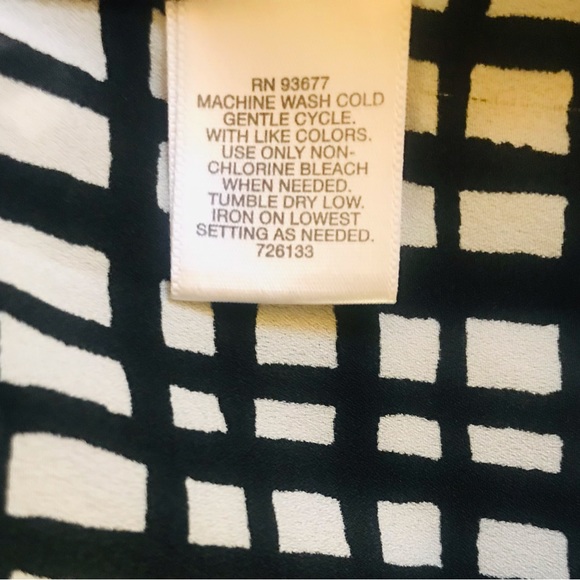 RN 93677
MACHINE WASH COLD
GENTLE CYCLE.
WITH LIKE COLORS.
USE ONLY NON-
CHLORINE BLEACH
WHEN NEEDED.
TUMBLE DRY LOW.
IRON ON LOWEST
SETTING AS NEEDED.
726133